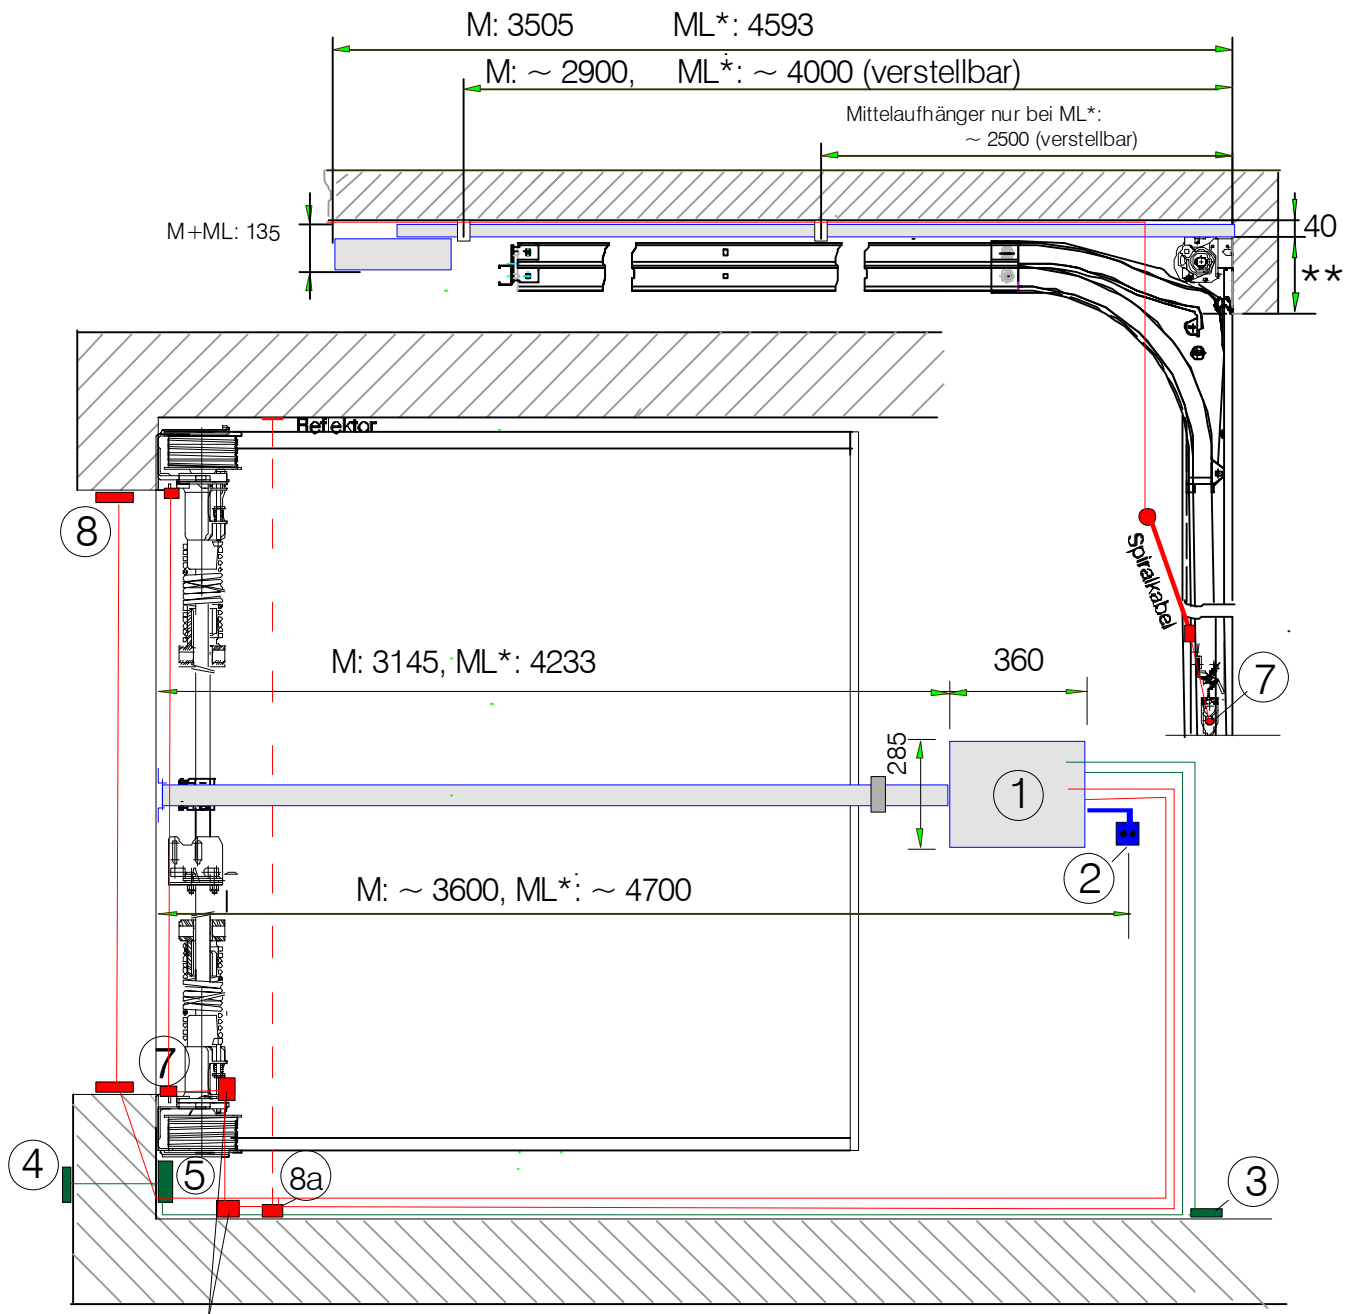 M: 3505 ML*: 4593
M: ~ 2900, ML*: ~ 4000 (verstellbar)
Mittelaufhänger nur bei ML*:
~ 2500 (verstellbar)
M+ML: 135
40
**
Reflektor
8
Spiralkabel
M: 3145, ML*: 4233
360
7
285
1
2
M: ~ 3600, ML*: ~ 4700
7
4
5
8a
3